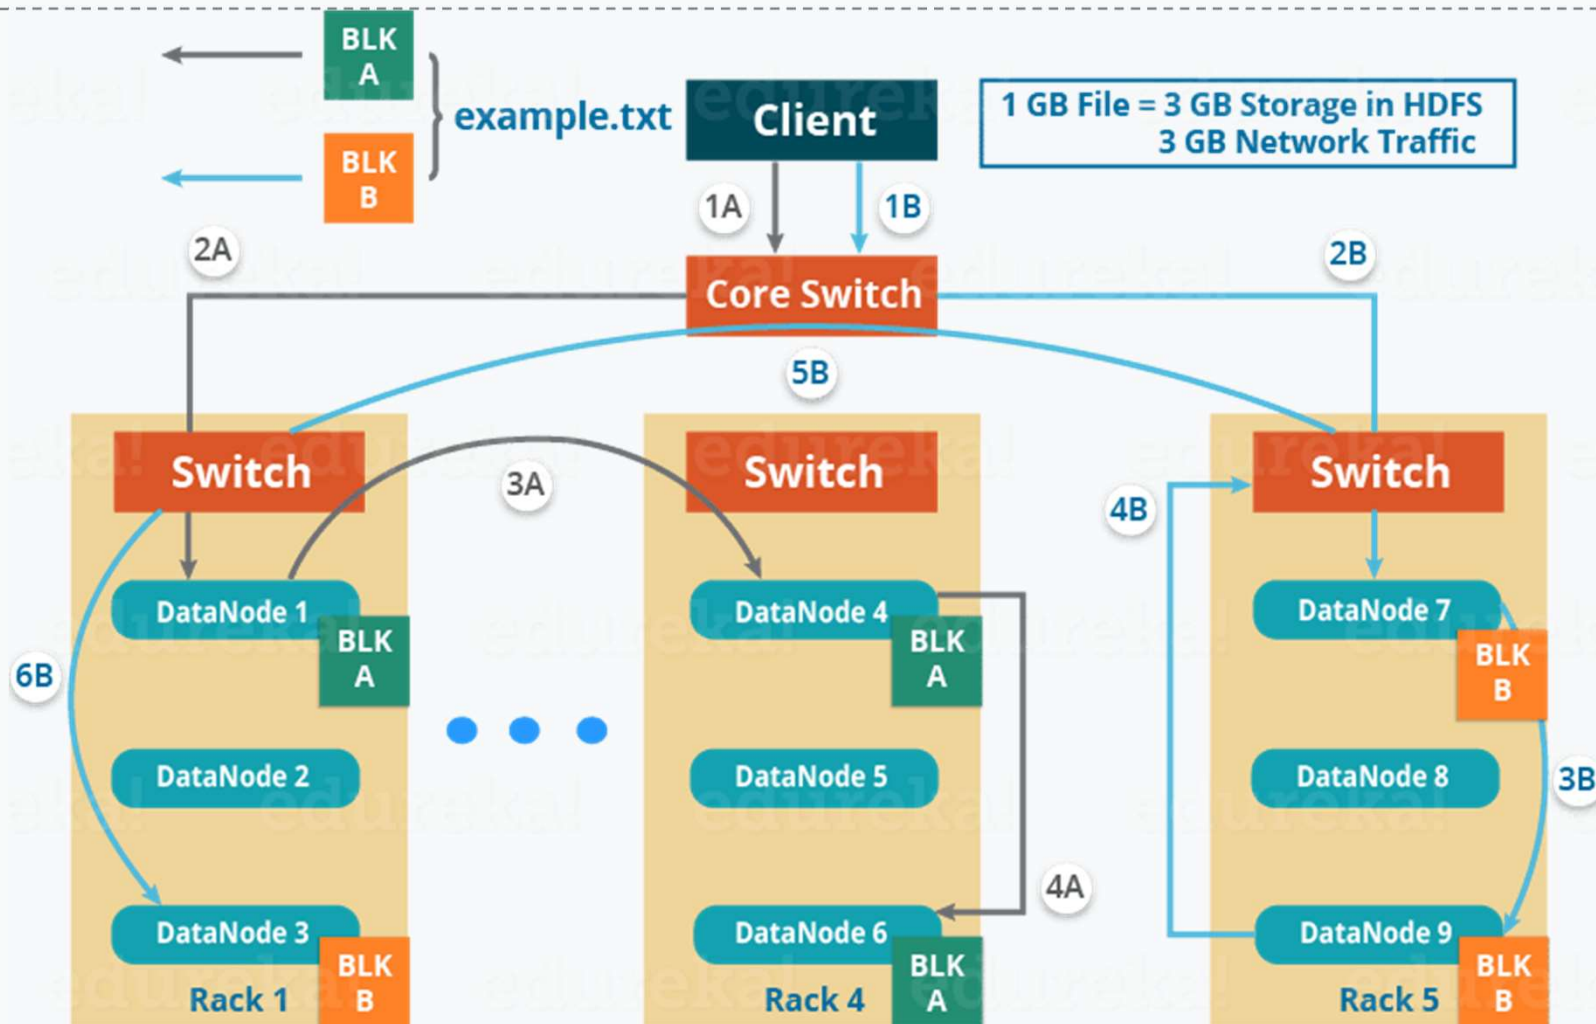 BLK
A
example.txt
BLK
B
Client
1 GB File = 3 GB Storage in HDFS
3 GB Network Traffic
1A
1B
2A
2B
Core Switch
5B
Switch
Switch
Switch
3A
4B
DataNode 1
BLK
A
DataNode 4
BLK
A
DataNode 7
BLK
B
6B
DataNode 2
DataNode 5
DataNode 8
3B
4A
DataNode 3
BLK
B
Rack 1
DataNode 6
BLK
A
Rack 4
DataNode 9
BLK
B
Rack 5
edureka!